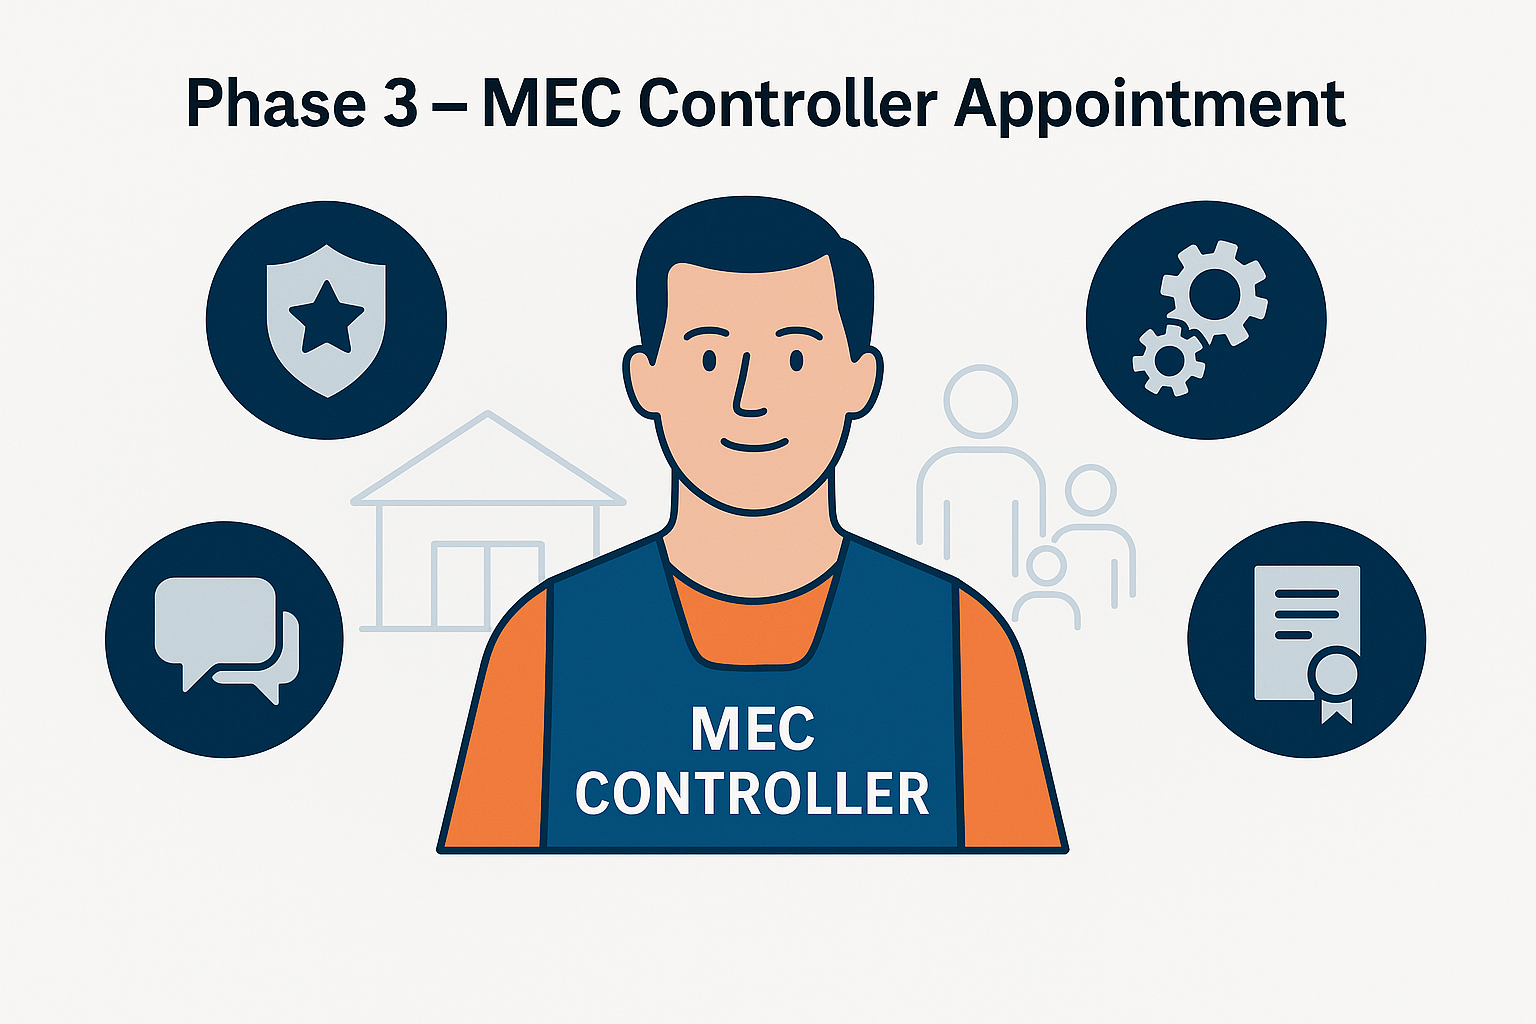 Phase 3 – MEC Controller Appointment
MEC
CONTROLLER